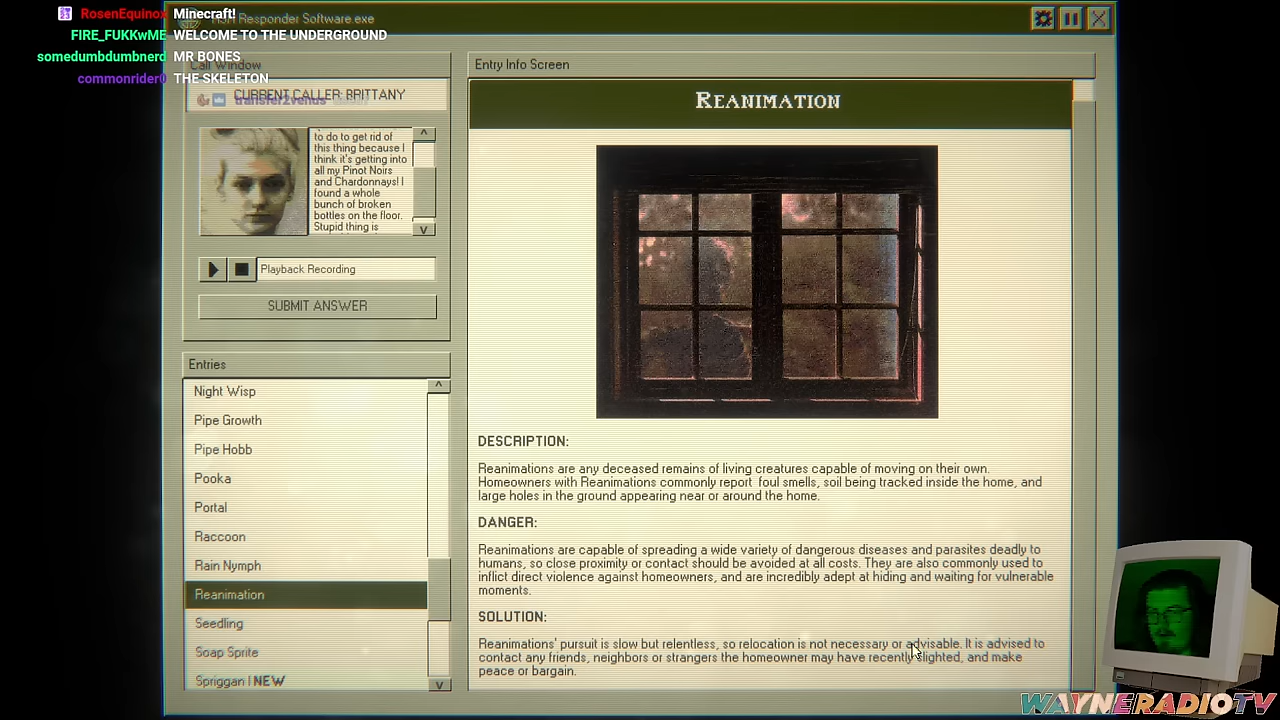 RosenEquinox Minecraft!
FIRE_FUKKwME WELCOME TO THE UNDERGROUND
somedumbdumbnerd MR BONES
commonrider0 THE SKELETON
transfer2venus
Responder Software.exe
Call Window
CURRENT CALLER: BRITTANY
to do to get rid of
this thing because I
think it's getting into
all my Pinot Noirs
and Chardonnays! I
found a whole
bunch of broken
bottles on the floor.
Stupid thing is
Playback Recording
SUBMIT ANSWER
Entries
Night Wisp
Pipe Growth
Pipe Hobb
Pooka
Portal
Raccoon
Rain Nymph
Reanimation
Seedling
Soap Sprite
Spriggan | NEW
Entry Info Screen
REANIMATION
DESCRIPTION:
Reanimations are any deceased remains of living creatures capable of moving on their own.
Homeowners with Reanimations commonly report foul smells, soil being tracked inside the home, and
large holes in the ground appearing near or around the home.
DANGER:
Reanimations are capable of spreading a wide variety of dangerous diseases and parasites deadly to
humans, so close proximity or contact should be avoided at all costs. They are also commonly used to
inflict direct violence against homeowners, and are incredibly adept at hiding and waiting for vulnerable
moments.
SOLUTION:
Reanimations' pursuit is slow but relentless, so relocation is not necessary or advisable. It is advised to
contact any friends, neighbors or strangers the homeowner may have recently slighted, and make
peace or bargain.
WAYNERADIOTV